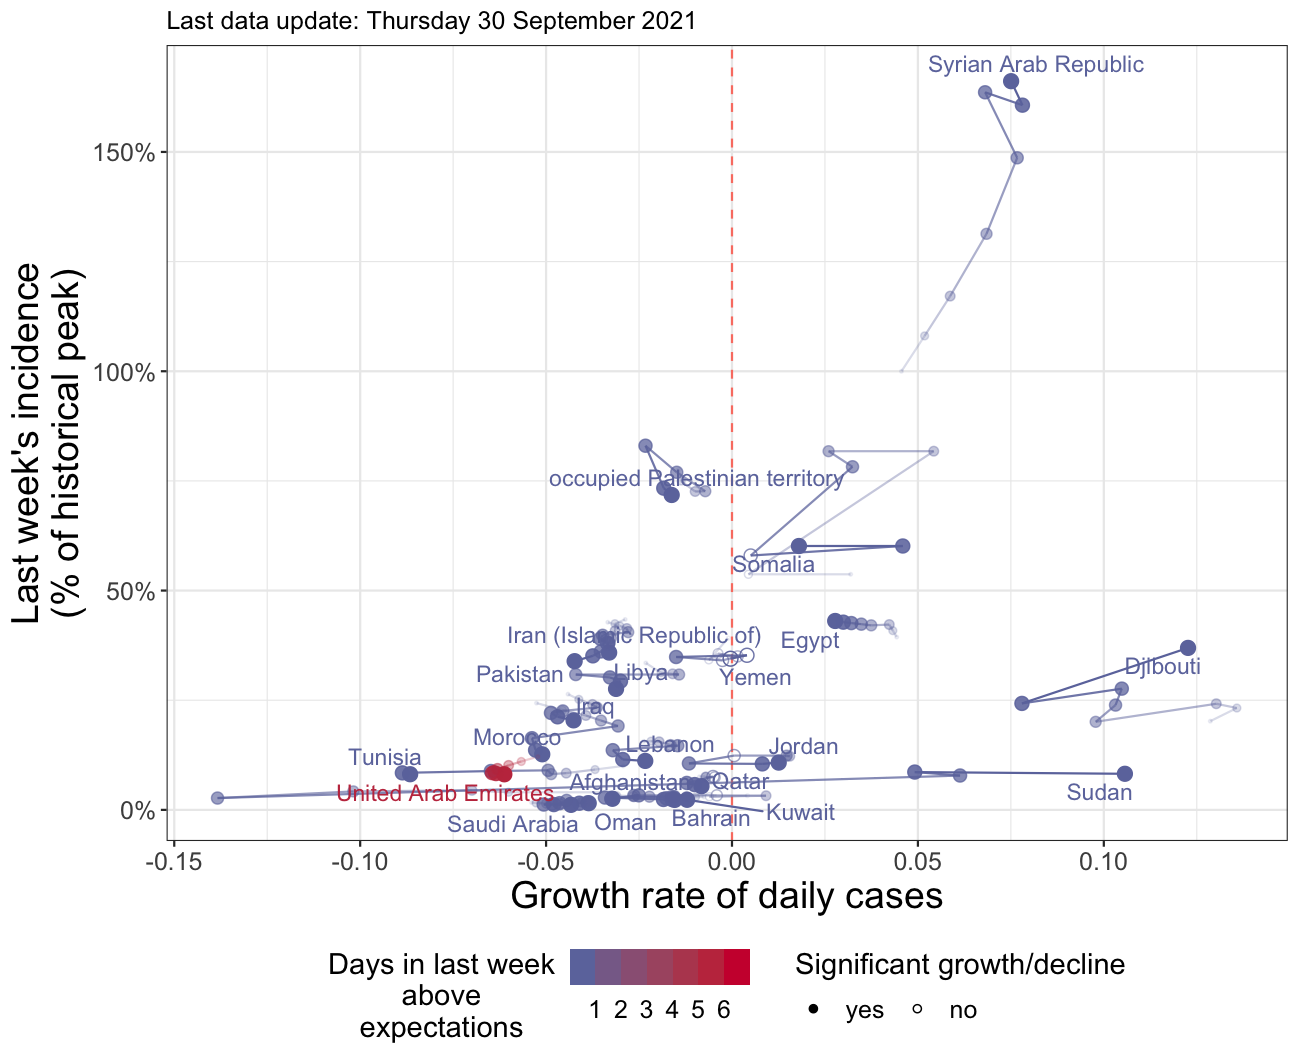 Last data update: Thursday 30 September 2021
Last week's incidence
(% of historical peak)
150%
100%
50%
0%
Syrian Arab Republic
occupied Palestinian territory
Somalia
Iran (Islamic Republic of)
Egypt
Pakistan
Libya
Yemen
Djibouti
Iraq
Morocco
Lebanon
Jordan
Tunisia
Afghanistan
Qatar
United Arab Emirates
Sudan
Saudi Arabia
Oman
Bahrain
Kuwait
-0.15 -0.10 -0.05 0.00 0.05 0.10
Growth rate of daily cases
Days in last week
above
expectations
1 2 3 4 5 6
Significant growth/decline
yes no